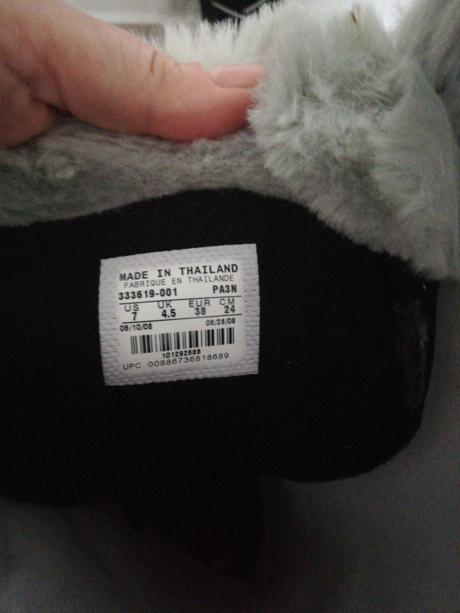 MADE IN THAILAND
FABRIQUE EN THAILANDE
333619-001 PA3N
US UK EUR CM
7 4.5 38 24
06/10/08 08/28/08
101292688
UPC 00886736818689